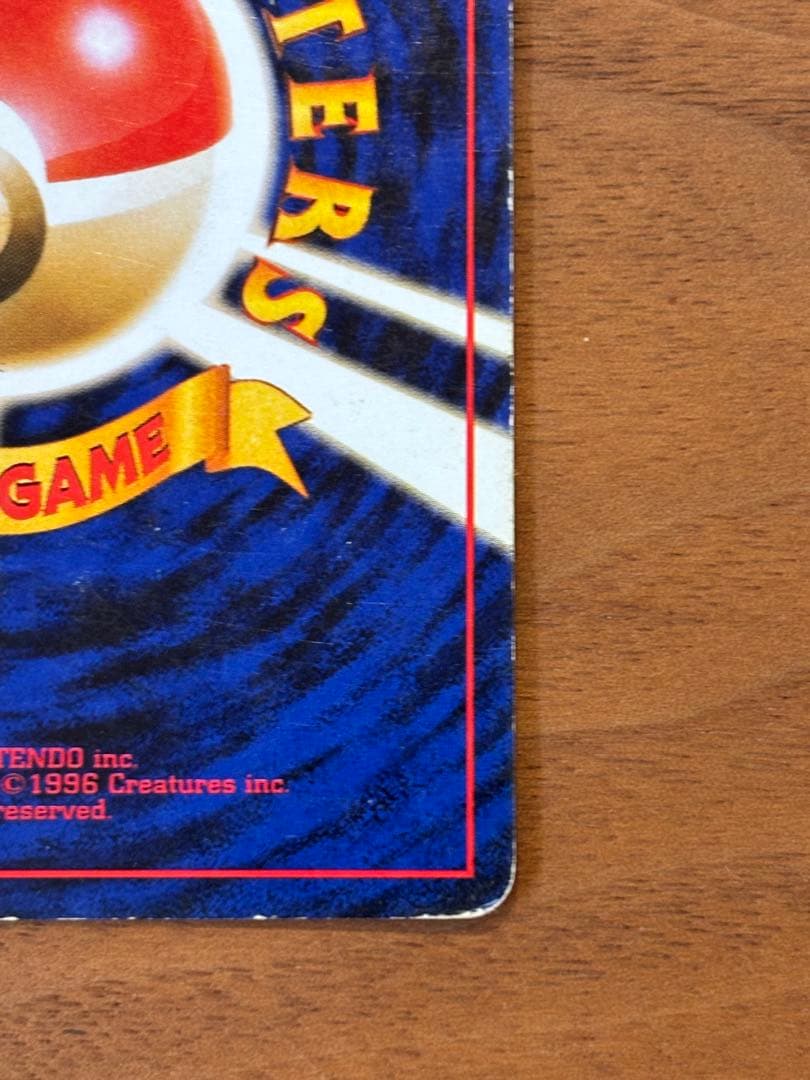 TERS
GAME
TENDO inc.
©1996 Creatures inc.
reserved.